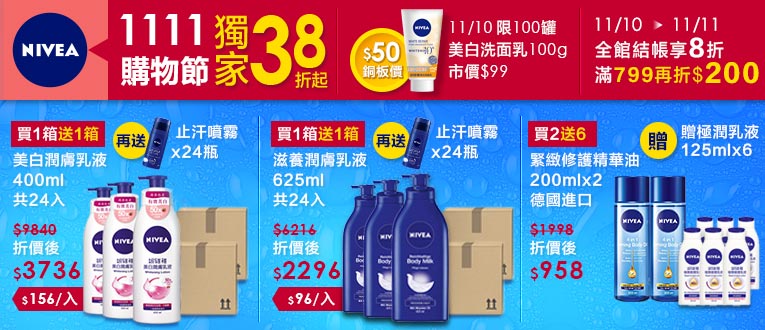 NIVEA
1111
購物節
獨家38折起
$50
銅板價
11/10 限100罐
美白洗面乳100g
市價$99
11/10 ▶ 11/11
全館結帳享8折
滿799再折$200
買1箱送1箱
美白潤膚乳液
400ml
共24入
$9840
折價後
$3736
$156/入
再送
止汗噴霧
x24瓶
NIVEA
買1箱送1箱
滋養潤膚乳液
625ml
共24入
$6216
折價後
$2296
$96/入
再送
止汗噴霧
x24瓶
NIVEA
Body Milk
買2送6
緊緻修護精華油
200mlx2
德國進口
$1998
折價後
$958
贈
贈極潤乳液
125mlx6
NIVEA
NIVEA